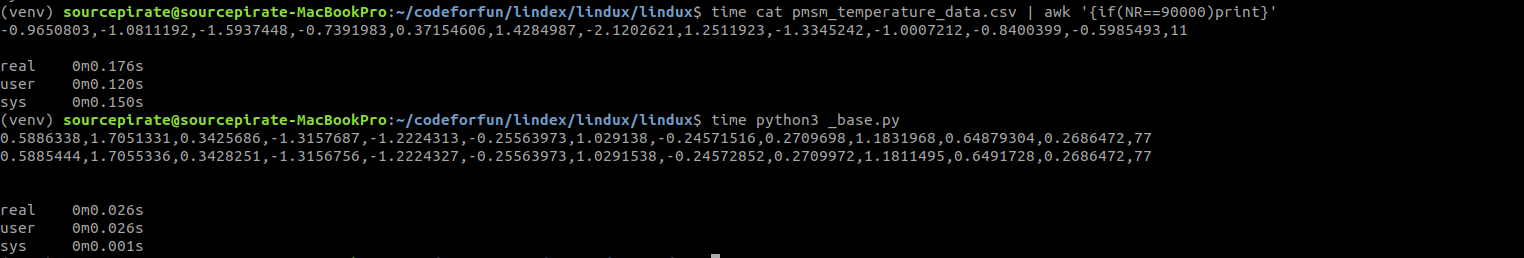 (venv) sourcepirate@sourcepirate-MacBookPro:~/codeforfun/lindex/lindux/lindux$ time cat pmsm_temperature_data.csv | awk '{if(NR==90000)print}'
-0.9650803,-1.0811192,-1.5937448,-0.7391983,0.37154606,1.4284987,-2.1202621,1.2511923,-1.3345242,-1.0007212,-0.8400399,-0.5985493,11
real 0m0.176s
user 0m0.120s
sys 0m0.150s
(venv) sourcepirate@sourcepirate-MacBookPro:~/codeforfun/lindex/lindux/lindux$ time python3 _base.py
0.5886338,1.7051331,0.3425686,-1.3157687,-1.2224313,-0.25563973,1.029138,-0.24571516,0.2709698,1.1831968,0.64879304,0.2686472,77
0.5885444,1.7055336,0.3428251,-1.3156756,-1.2224327,-0.25563973,1.0291538,-0.24572852,0.2709972,1.1811495,0.6491728,0.2686472,77
real 0m0.026s
user 0m0.026s
sys 0m0.001s